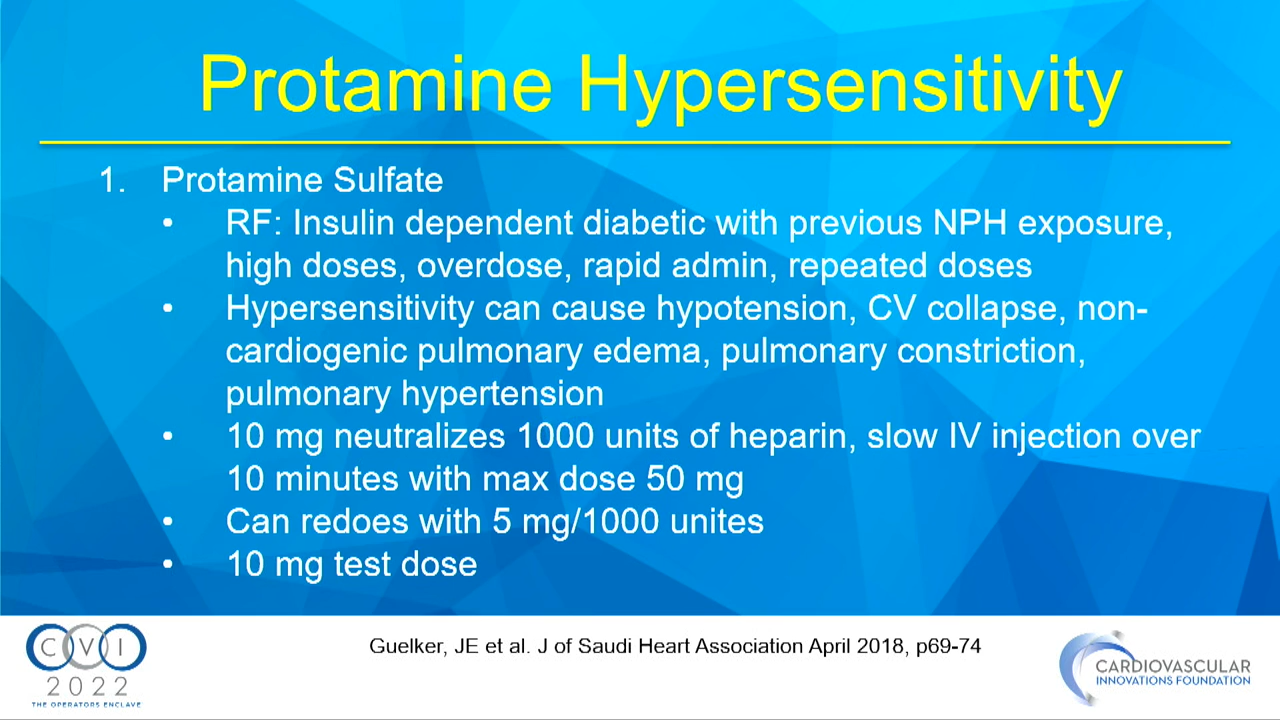 Protamine Hypersensitivity
1. Protamine Sulfate
• RF: Insulin dependent diabetic with previous NPH exposure,
high doses, overdose, rapid admin, repeated doses
• Hypersensitivity can cause hypotension, CV collapse, non-
cardiogenic pulmonary edema, pulmonary constriction,
pulmonary hypertension
• 10 mg neutralizes 1000 units of heparin, slow IV injection over
10 minutes with max dose 50 mg
• Can redoes with 5 mg/1000 unites
• 10 mg test dose
Guelker, JE et al. J of Saudi Heart Association April 2018, p69-74
CVI
2022
THE OPERATORS ENCLAVE
CARDIOVASCULAR
INNOVATIONS FOUNDATION